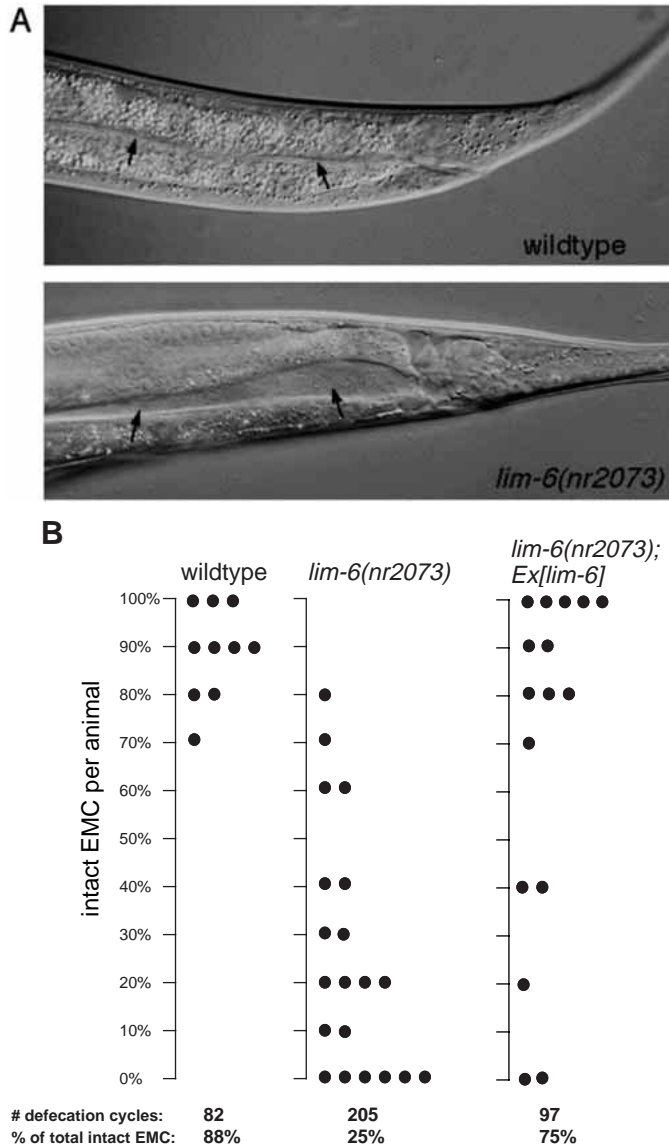 A
wildtype
lim-6(nr2073)
B
wildtype
lim-6(nr2073)
lim-6(nr2073);
Ex[lim-6]
intact EMC per animal
100%
90%
80%
70%
60%
50%
40%
30%
20%
10%
0%
# defecation cycles: 82 205 97
% of total intact EMC: 88% 25% 75%